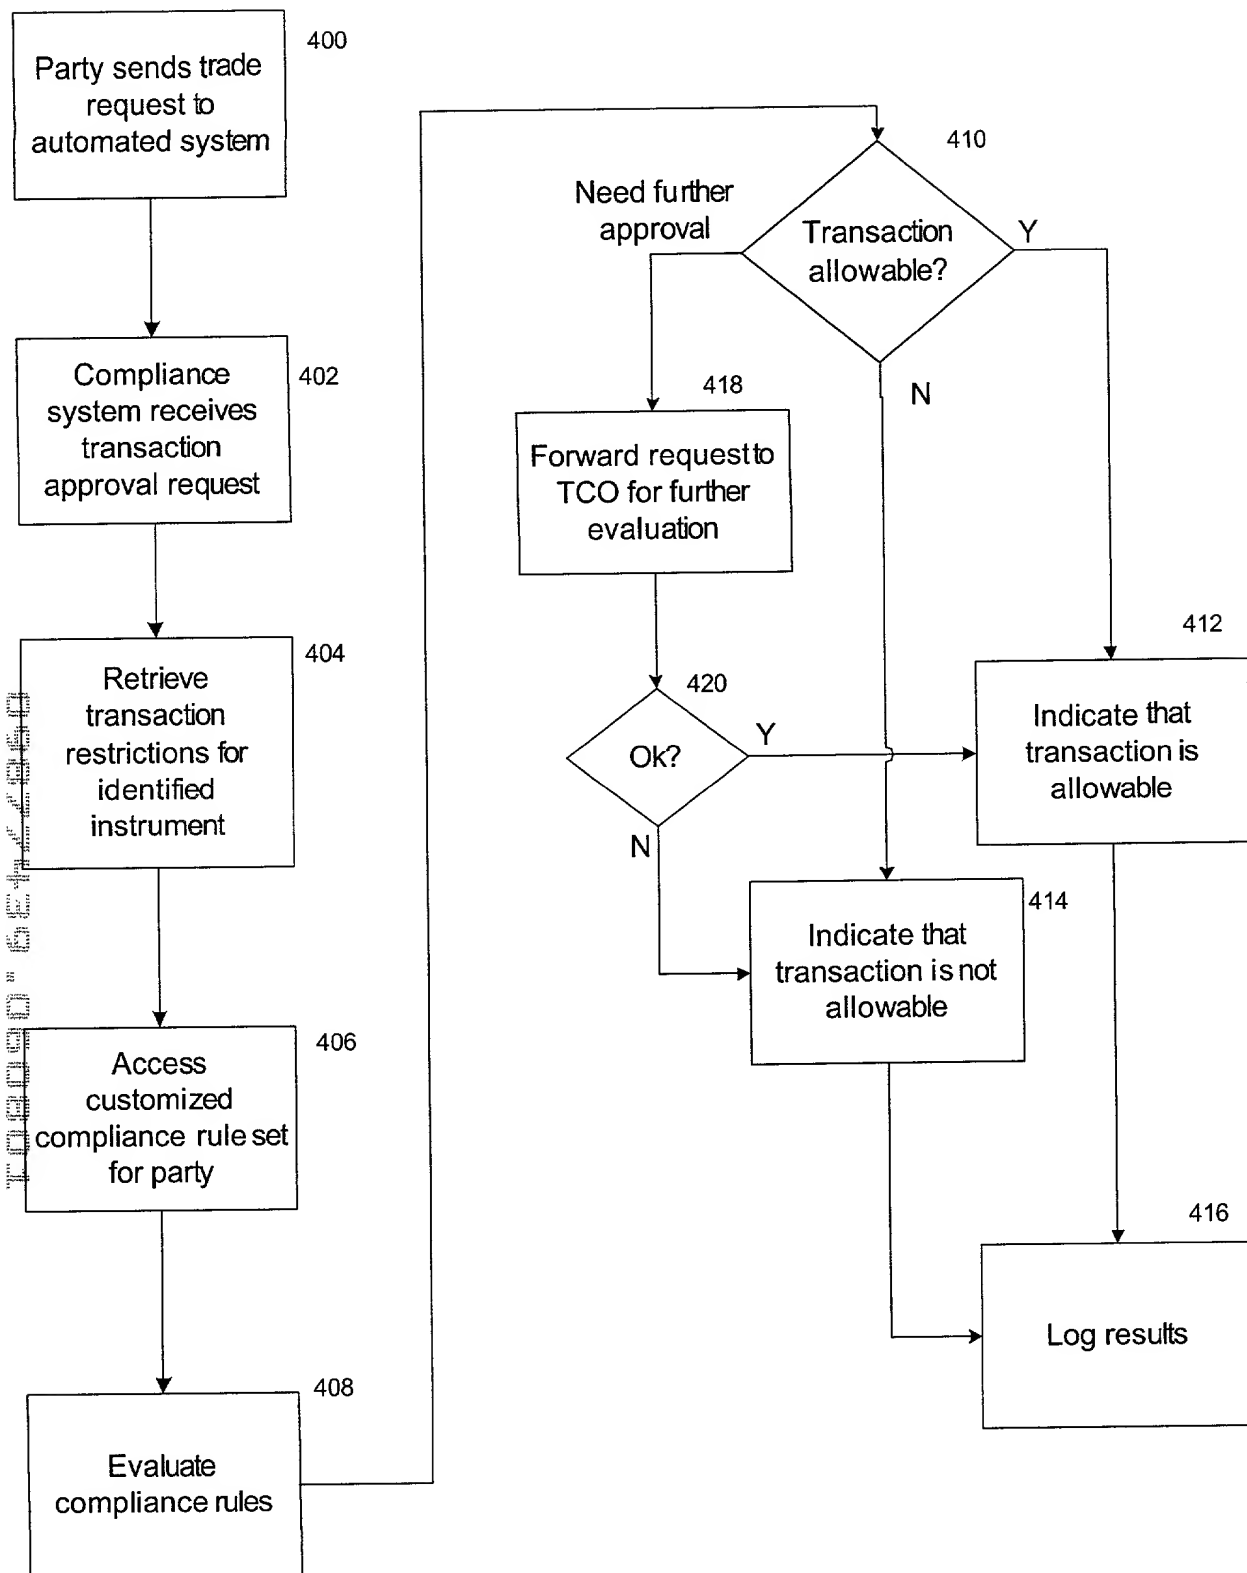 400
Party sends trade
request to
automated system
402
Compliance
system receives
transaction
approval request
404
Retrieve
transaction
restrictions for
identified
instrument
406
Access
customized
compliance rule set
for party
408
Evaluate
compliance rules
410
Transaction
allowable?
Need further
approval
Y
N
418
Forward request to
TCO for further
evaluation
420
Ok?
Y
N
412
Indicate that
transaction is
allowable
414
Indicate that
transaction is not
allowable
416
Log results